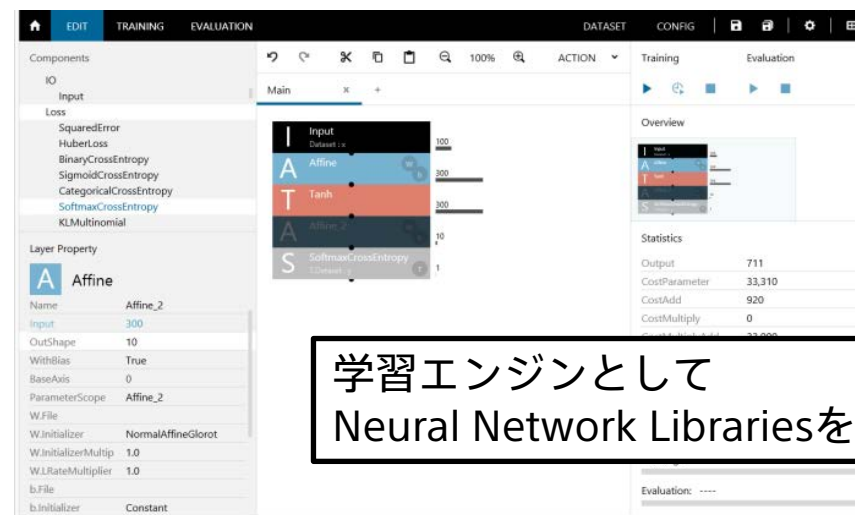 EDIT TRAINING EVALUATION DATASET CONFIG
Components
IO
Input
Loss
SquaredError
HuberLoss
BinaryCrossEntropy
SigmoidCrossEntropy
CategoricalCrossEntropy
SoftmaxCrossEntropy
KLMultinomial
Layer Property
A Affine
Name Affine_2
Input 300
OutShape 10
WithBias True
BaseAxis 0
ParameterScope Affine_2
W.File
W.Initializer NormalAffineGlorot
W.InitializerMultip 1.0
W.LRateMultiplier 1.0
b.File
b.Initializer Constant
100% ACTION
Main × +
I Input
Dataset : x
100
A Affine
300
T Tanh
300
A Affine_2
10
S SoftmaxCrossEntropy
T.Dataset : y
1
学習エンジンとして
Neural Network Librariesを
Training Evaluation
Overview
Statistics
Output 711
CostParameter 33,310
CostAdd 920
CostMultiply 0
Evaluation: ----